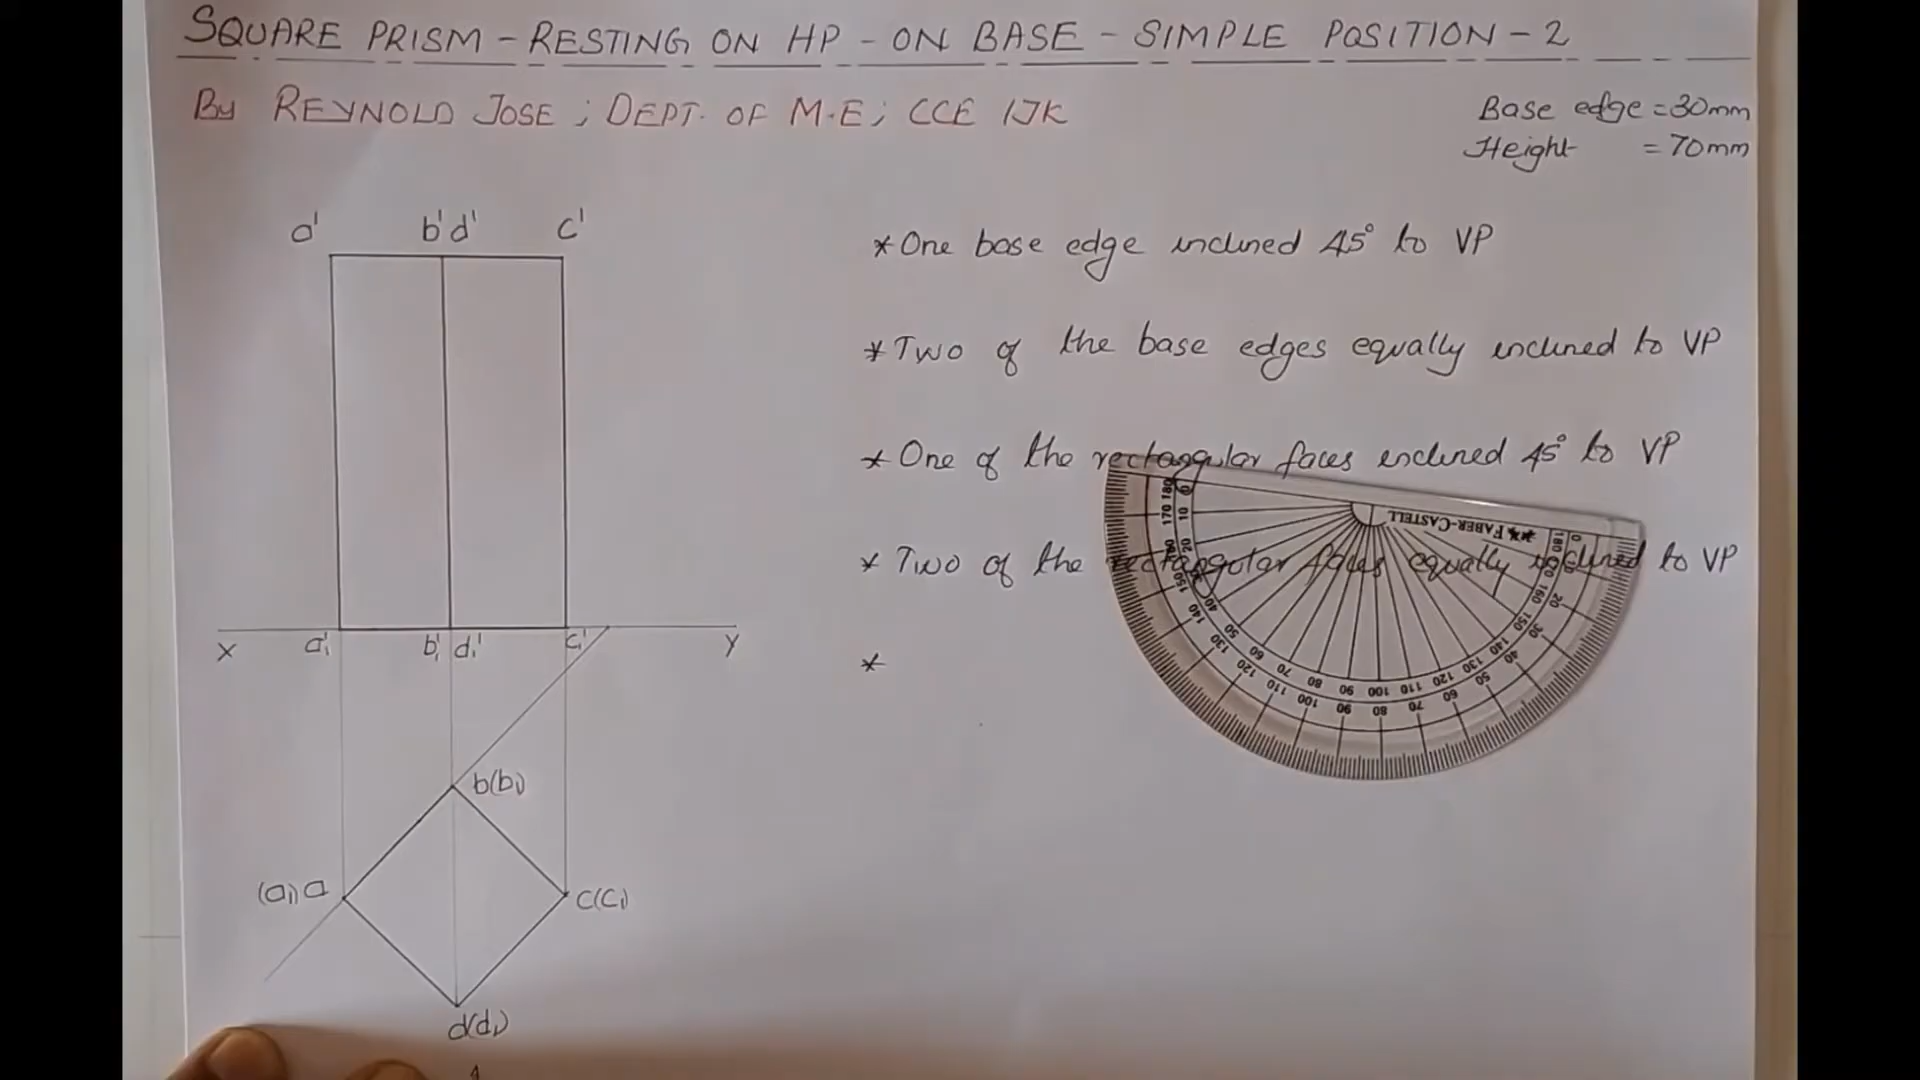 SQUARE PRISM - RESTING ON HP - ON BASE - SIMPLE POSITION - 2
By REYNOLD JOSE ; DEPT. OF M.E ; CCE IJK
Base edge = 30mm
Height = 70mm
a' b' d' c'
* One base edge inclined 45° to VP
* Two of the base edges equally inclined to VP
* One of the rectangular faces inclined 45° to VP
FABER-CASTELL
* Two of the rectangular faces equally inclined to VP
X a₁' b₁' d₁' c₁' Y
*
b(b₁)
(a₁)a
c(c₁)
d(d₁)